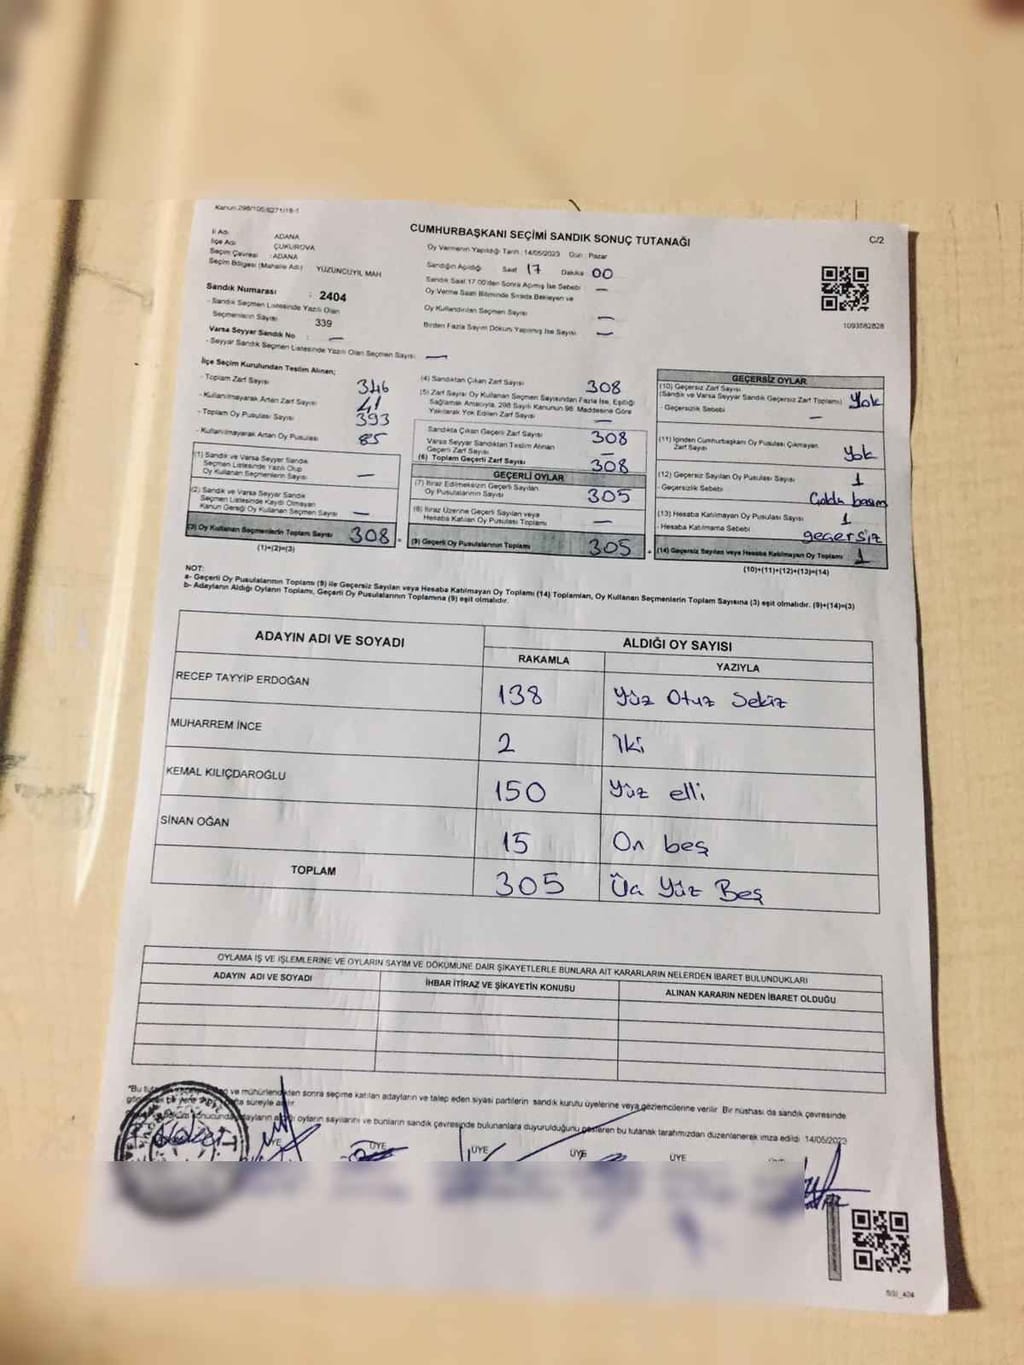 Kanun 298/105,6271/18-1
CUMHURBAŞKANI SEÇİMİ SANDIK SONUÇ TUTANAĞI
C/2
İl Adı : ADANA
İlçe Adı : ÇUKUROVA
Seçim Çevresi : ADANA
Seçim Bölgesi (Mahalle Adı) : YÜZÜNCÜYIL MAH
Sandık Numarası : 2404
- Sandık Seçmen Listesinde Yazılı Olan
Seçmenlerin Sayısı : 339
Varsa Seyyar Sandık No : —
- Seyyar Sandık Seçmen Listesinde Yazılı Olan Seçmen Sayısı : —
Oy Vermenin Yapıldığı Tarih : 14/05/2023 Gün : Pazar
Sandığın Açıldığı Saat 17 Dakika 00
Sandık Saat 17.00'den Sonra Açılmış İse Sebebi —
Oy Verme Saati Bitiminde Sırada Bekleyen ve
Oy Kullandırılan Seçmen Sayısı —
Birden Fazla Sayım Döküm Yapılmış İse Sayısı —
1093582828
İlçe Seçim Kurulundan Teslim Alınan;
- Toplam Zarf Sayısı 346
- Kullanılmayarak Artan Zarf Sayısı 41
- Toplam Oy Pusulası Sayısı 393
- Kullanılmayarak Artan Oy Pusulası 85
(1) Sandık ve Varsa Seyyar Sandık
Seçmen Listesinde Yazılı Olup
Oy Kullanan Seçmenlerin Sayısı —
(2) Sandık ve Varsa Seyyar Sandık
Seçmen Listesinde Kaydı Olmayan
Kanun Gereği Oy Kullanan Seçmen Sayısı —
(3) Oy Kullanan Seçmenlerin Toplam Sayısı 308
(1)+(2)=(3)
(4) Sandıktan Çıkan Zarf Sayısı 308
(5) Zarf Sayısı Oy Kullanan Seçmen Sayısından Fazla İse, Eşitliği
Sağlamak Amacıyla, 298 Sayılı Kanunun 98. Maddesine Göre
Yakılarak Yok Edilen Zarf Sayısı —
Sandıkta Çıkan Geçerli Zarf Sayısı 308
Varsa Seyyar Sandıktan Teslim Alınan
Geçerli Zarf Sayısı —
(6) Toplam Geçerli Zarf Sayısı 308
GEÇERLİ OYLAR
(7) İtiraz Edilmeksizin Geçerli Sayılan
Oy Pusulalarının Sayısı 305
(8) İtiraz Üzerine Geçerli Sayılan veya
Hesaba Katılan Oy Pusulası Toplamı —
(9) Geçerli Oy Pusulalarının Toplamı 305
GEÇERSİZ OYLAR
(10) Geçersiz Zarf Sayısı
(Sandık ve Varsa Seyyar Sandık Geçersiz Zarf Toplamı) Yok
- Geçersizlik Sebebi —
(11) İçinden Cumhurbaşkanı Oy Pusulası Çıkmayan
Zarf Sayısı Yok
(12) Geçersiz Sayılan Oy Pusulası Sayısı 1
- Geçersizlik Sebebi
(13) Hesaba Katılmayan Oy Pusulası Sayısı 1
- Hesaba Katılmama Sebebi geçersiz
(14) Geçersiz Sayılan veya Hesaba Katılmayan Oy Toplamı 1
(10)+(11)+(12)+(13)=(14)
NOT:
a- Geçerli Oy Pusulalarının Toplamı (9) ile Geçersiz Sayılan veya Hesaba Katılmayan Oy Toplamı (14) Toplamları, Oy Kullanan Seçmenlerin Toplam Sayısına (3) eşit olmalıdır. (9)+(14)=(3)
b- Adayların Aldığı Oyların Toplamı, Geçerli Oy Pusulalarının Toplamına (9) eşit olmalıdır.
ADAYIN ADI VE SOYADI
ALDIĞI OY SAYISI
RAKAMLA YAZIYLA
RECEP TAYYİP ERDOĞAN 138 Yüz Otuz Sekiz
MUHARREM İNCE 2 İki
KEMAL KILIÇDAROĞLU 150 Yüz elli
SİNAN OĞAN 15 On beş
TOPLAM 305 Üç Yüz Beş
OYLAMA İŞ VE İŞLEMLERİNE VE OYLARIN SAYIM VE DÖKÜMÜNE DAİR ŞİKAYETLERLE BUNLARA AİT KARARLARIN NELERDEN İBARET BULUNDUKLARI
ADAYIN ADI VE SOYADI İHBAR İTİRAZ VE ŞİKAYETİN KONUSU ALINAN KARARIN NEDEN İBARET OLDUĞU
*Bu ve mühürlendikten sonra seçime katılan adayların ve talep eden siyasi partilerin sandık kurulu üyelerine veya gözlemcilerine verilir. Bir nüshası da sandık çevresinde
süreyle asılır
sonucunda adayların aldığı oyların sayılarını ve bunların sandık çevresinde bulunanlara duyurulduğunu gösteren bu tutanak tarafımızdan düzenlenerek imza edildi. 14/05/2023
ÜYE ÜYE ÜYE ÜYE ÜYE